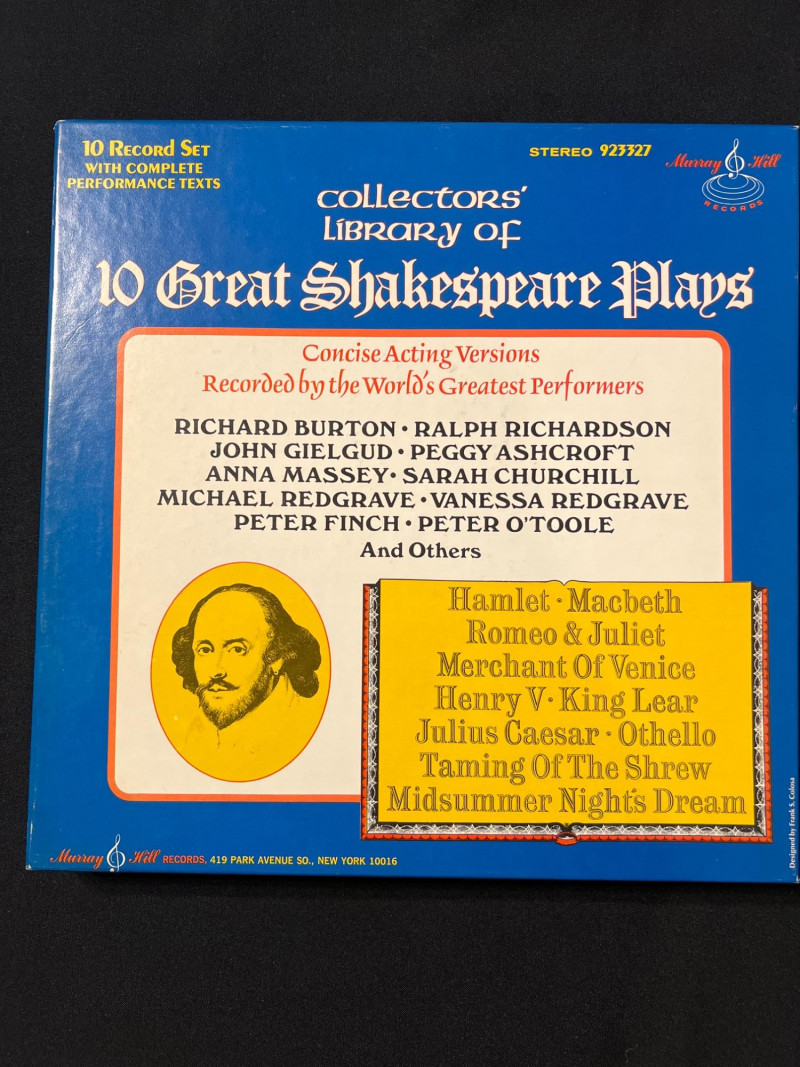 10 Record Set
WITH COMPLETE
PERFORMANCE TEXTS
STEREO 923327
Murray Hill
RECORDS
Collectors'
Library of
10 Great Shakespeare Plays
Concise Acting Versions
Recorded by the World's Greatest Performers
RICHARD BURTON • RALPH RICHARDSON
JOHN GIELGUD • PEGGY ASHCROFT
ANNA MASSEY • SARAH CHURCHILL
MICHAEL REDGRAVE • VANESSA REDGRAVE
PETER FINCH • PETER O'TOOLE
And Others
Hamlet • Macbeth
Romeo & Juliet
Merchant Of Venice
Henry V • King Lear
Julius Caesar • Othello
Taming Of The Shrew
Midsummer Night's Dream
Murray Hill RECORDS, 419 PARK AVENUE SO., NEW YORK 10016
Designed by Frank S. Colosa